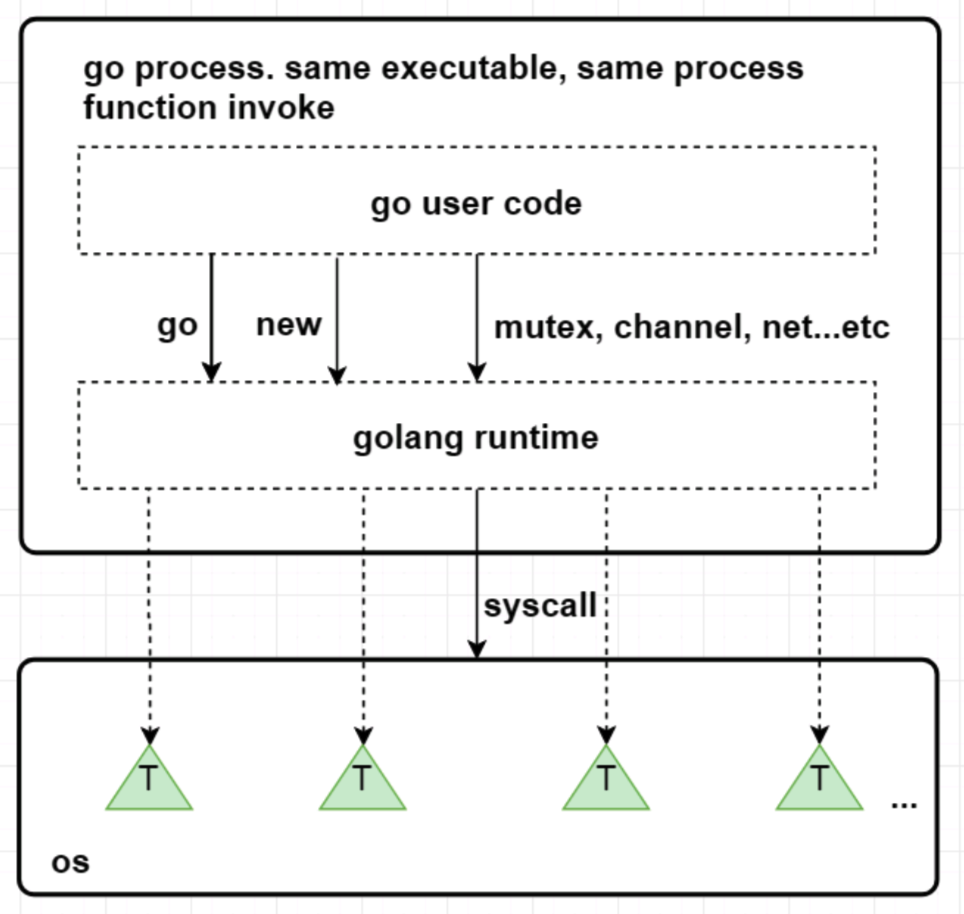 go process. same executable, same process
function invoke
go user code
go
new
mutex, channel, net...etc
golang runtime
syscall
T
T
T
T
...
os